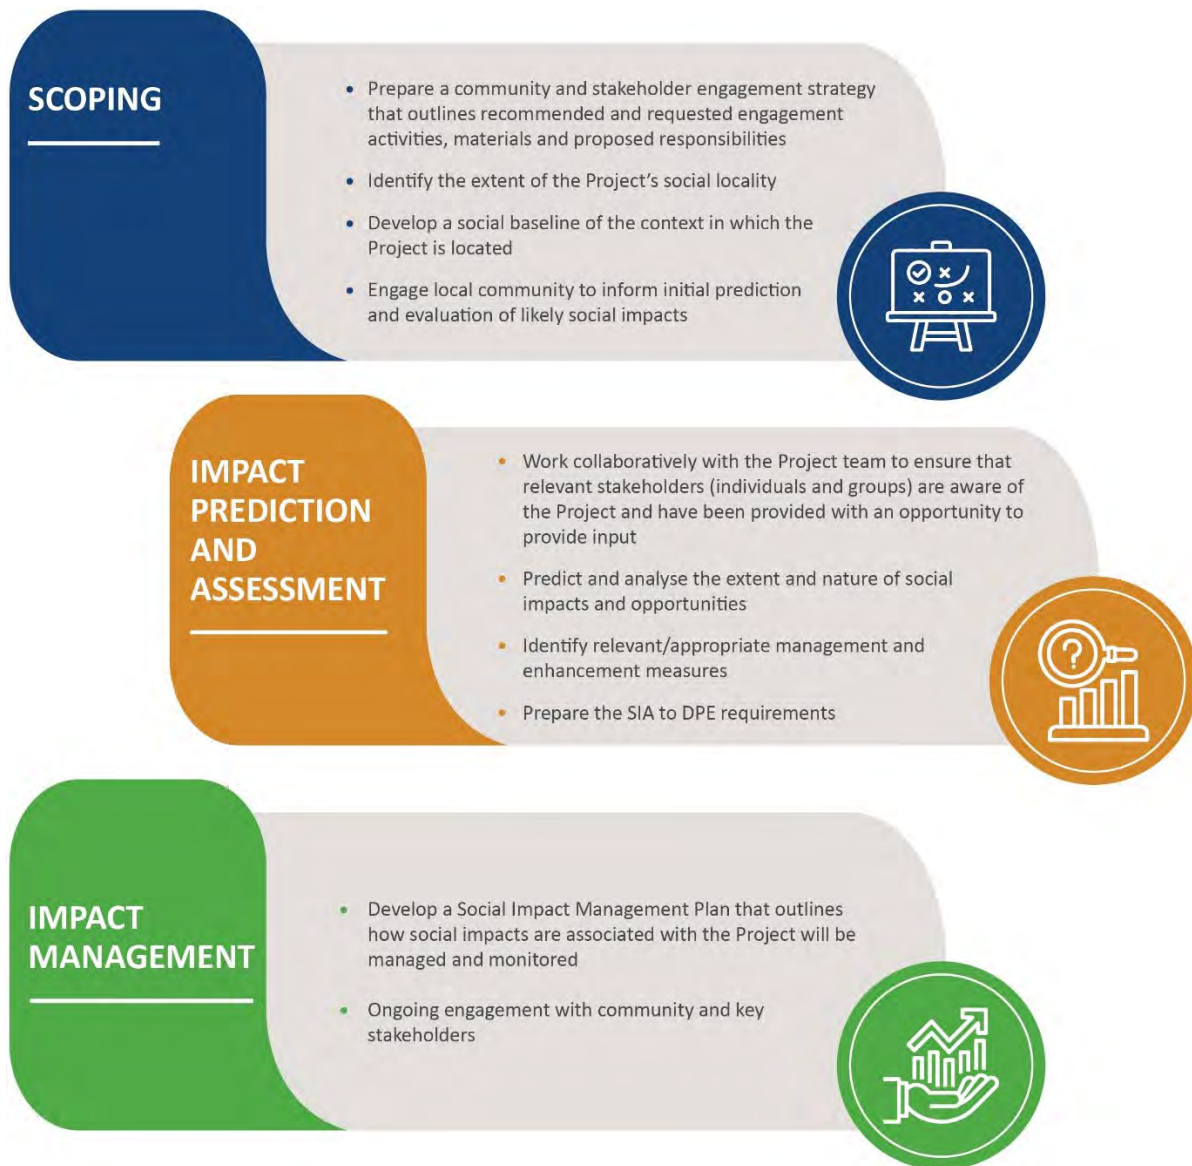 SCOPING
• Prepare a community and stakeholder engagement strategy
that outlines recommended and requested engagement
activities, materials and proposed responsibilities
• Identify the extent of the Project's social locality
• Develop a social baseline of the context in which the
Project is located
• Engage local community to inform initial prediction
and evaluation of likely social impacts
IMPACT
PREDICTION
AND
ASSESSMENT
• Work collaboratively with the Project team to ensure that
relevant stakeholders (individuals and groups) are aware of
the Project and have been provided with an opportunity to
provide input
• Predict and analyse the extent and nature of social
impacts and opportunities
• Identify relevant/appropriate management and
enhancement measures
• Prepare the SIA to DPE requirements
?
IMPACT
MANAGEMENT
• Develop a Social Impact Management Plan that outlines
how social impacts are associated with the Project will be
managed and monitored
• Ongoing engagement with community and key
stakeholders